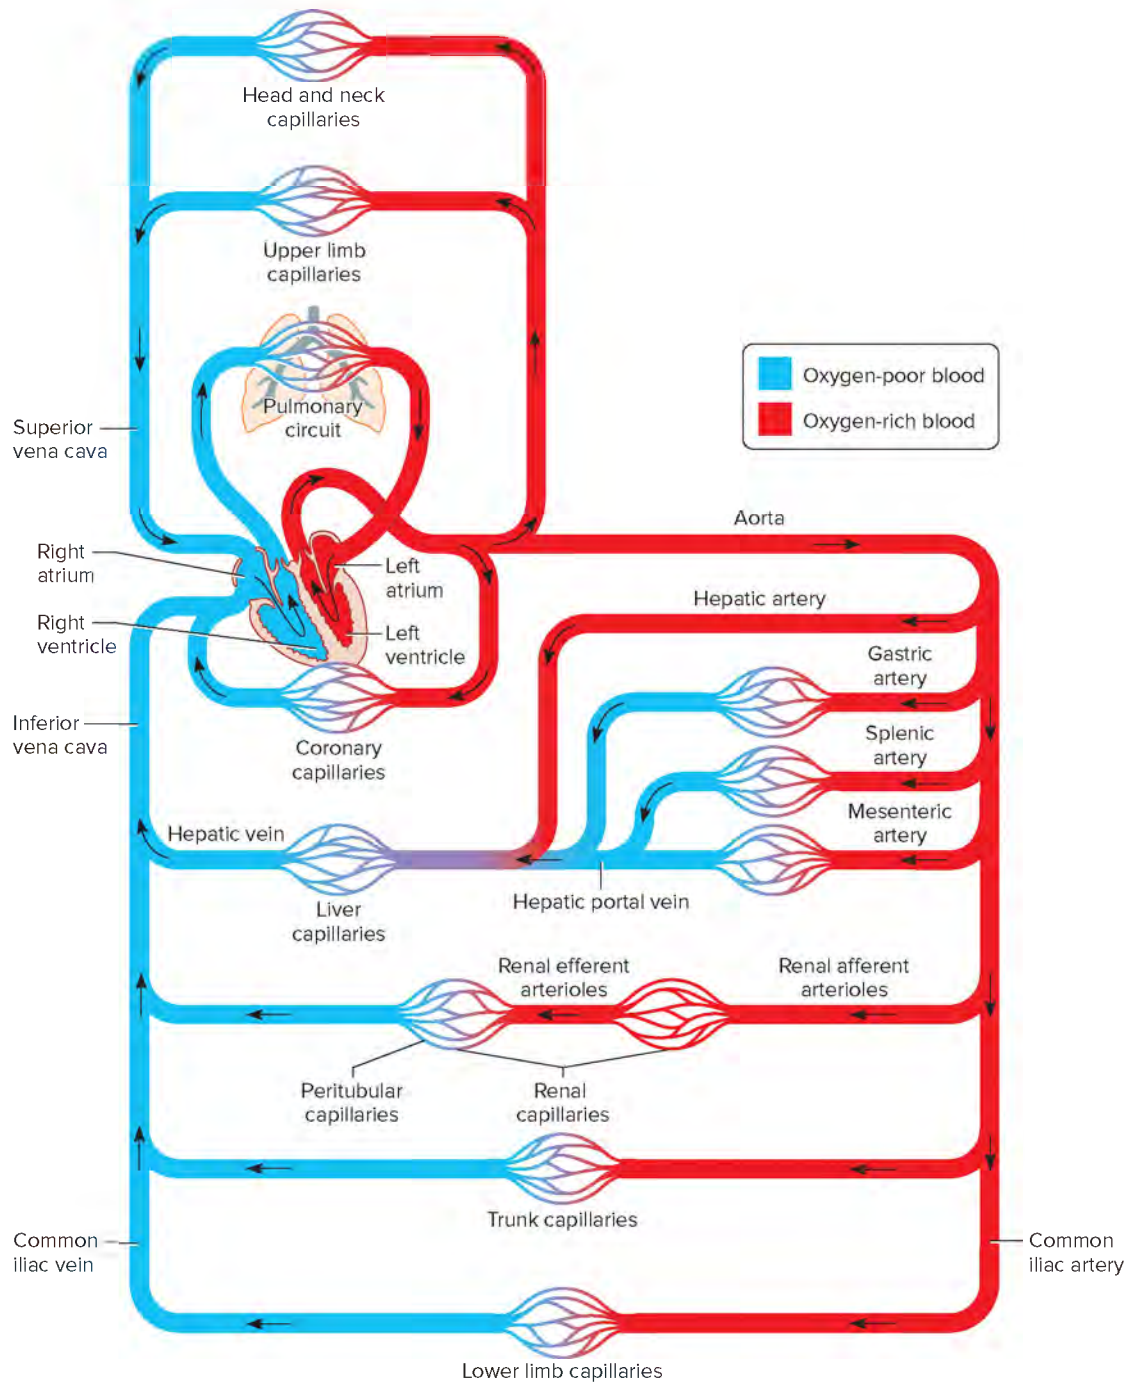 Head and neck
capillaries
Upper limb
capillaries
Pulmonary
circuit
Oxygen-poor blood
Oxygen-rich blood
Superior
vena cava
Aorta
Right
atrium
Left
atrium
Hepatic artery
Right
ventricle
Left
ventricle
Gastric
artery
Inferior
vena cava
Coronary
capillaries
Splenic
artery
Mesenteric
artery
Hepatic vein
Hepatic portal vein
Liver
capillaries
Renal efferent
arterioles
Renal afferent
arterioles
Peritubular
capillaries
Renal
capillaries
Trunk capillaries
Common
iliac vein
Common
iliac artery
Lower limb capillaries